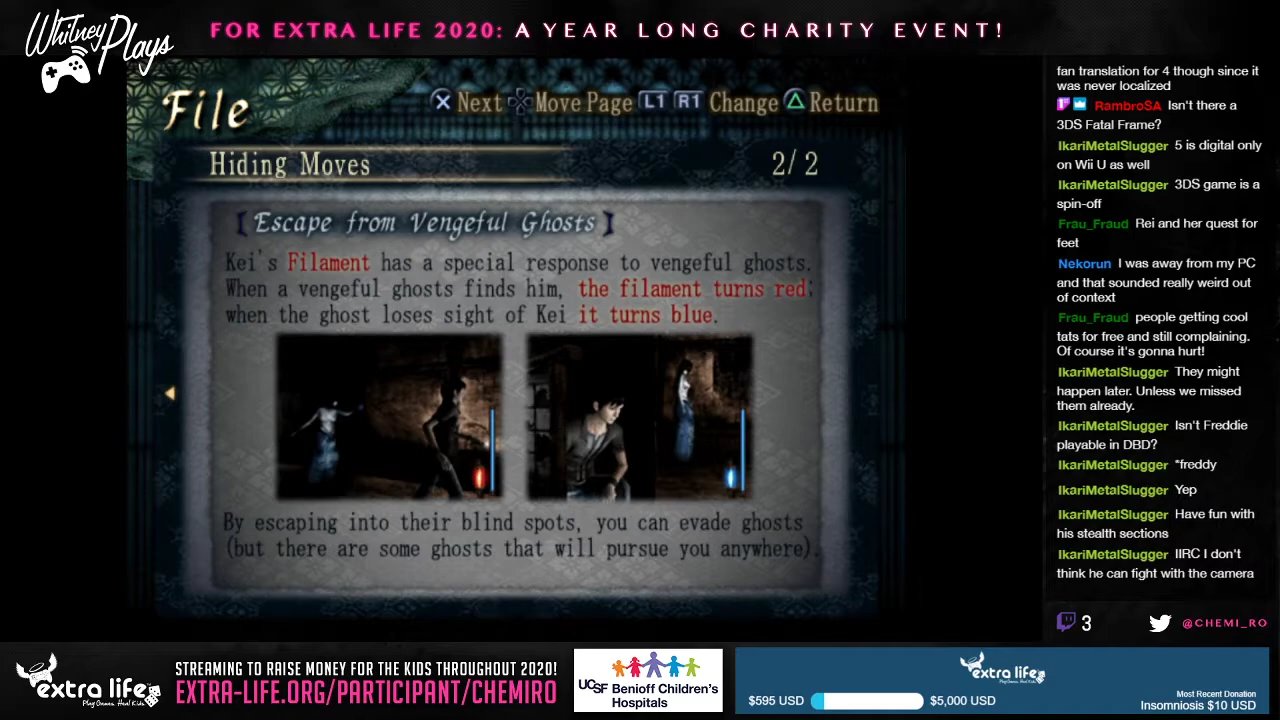 Whitney Plays
FOR EXTRA LIFE 2020: A YEAR LONG CHARITY EVENT!
File
Next Move Page L1 R1 Change Return
Hiding Moves 2/2
【Escape from Vengeful Ghosts】
Kei's Filament has a special response to vengeful ghosts.
When a vengeful ghosts finds him, the filament turns red;
when the ghost loses sight of Kei it turns blue.
By escaping into their blind spots, you can evade ghosts
(but there are some ghosts that will pursue you anywhere).
fan translation for 4 though since it
was never localized
RambroSA Isn't there a
3DS Fatal Frame?
IkariMetalSlugger 5 is digital only
on Wii U as well
IkariMetalSlugger 3DS game is a
spin-off
Frau_Fraud Rei and her quest for
feet
Nekorun I was away from my PC
and that sounded really weird out
of context
Frau_Fraud people getting cool
tats for free and still complaining.
Of course it's gonna hurt!
IkariMetalSlugger They might
happen later. Unless we missed
them already.
IkariMetalSlugger Isn't Freddie
playable in DBD?
IkariMetalSlugger *freddy
IkariMetalSlugger Yep
IkariMetalSlugger Have fun with
his stealth sections
IkariMetalSlugger IIRC I don't
think he can fight with the camera
3 @CHEMI_RO
extra life
Play Games. Heal Kids.
STREAMING TO RAISE MONEY FOR THE KIDS THROUGHOUT 2020!
EXTRA-LIFE.ORG/PARTICIPANT/CHEMIRO
UCSF Benioff Children's
Hospitals
extra life
Play Games. Heal Kids.
$595 USD $5,000 USD
Most Recent Donation
Insomniosis $10 USD